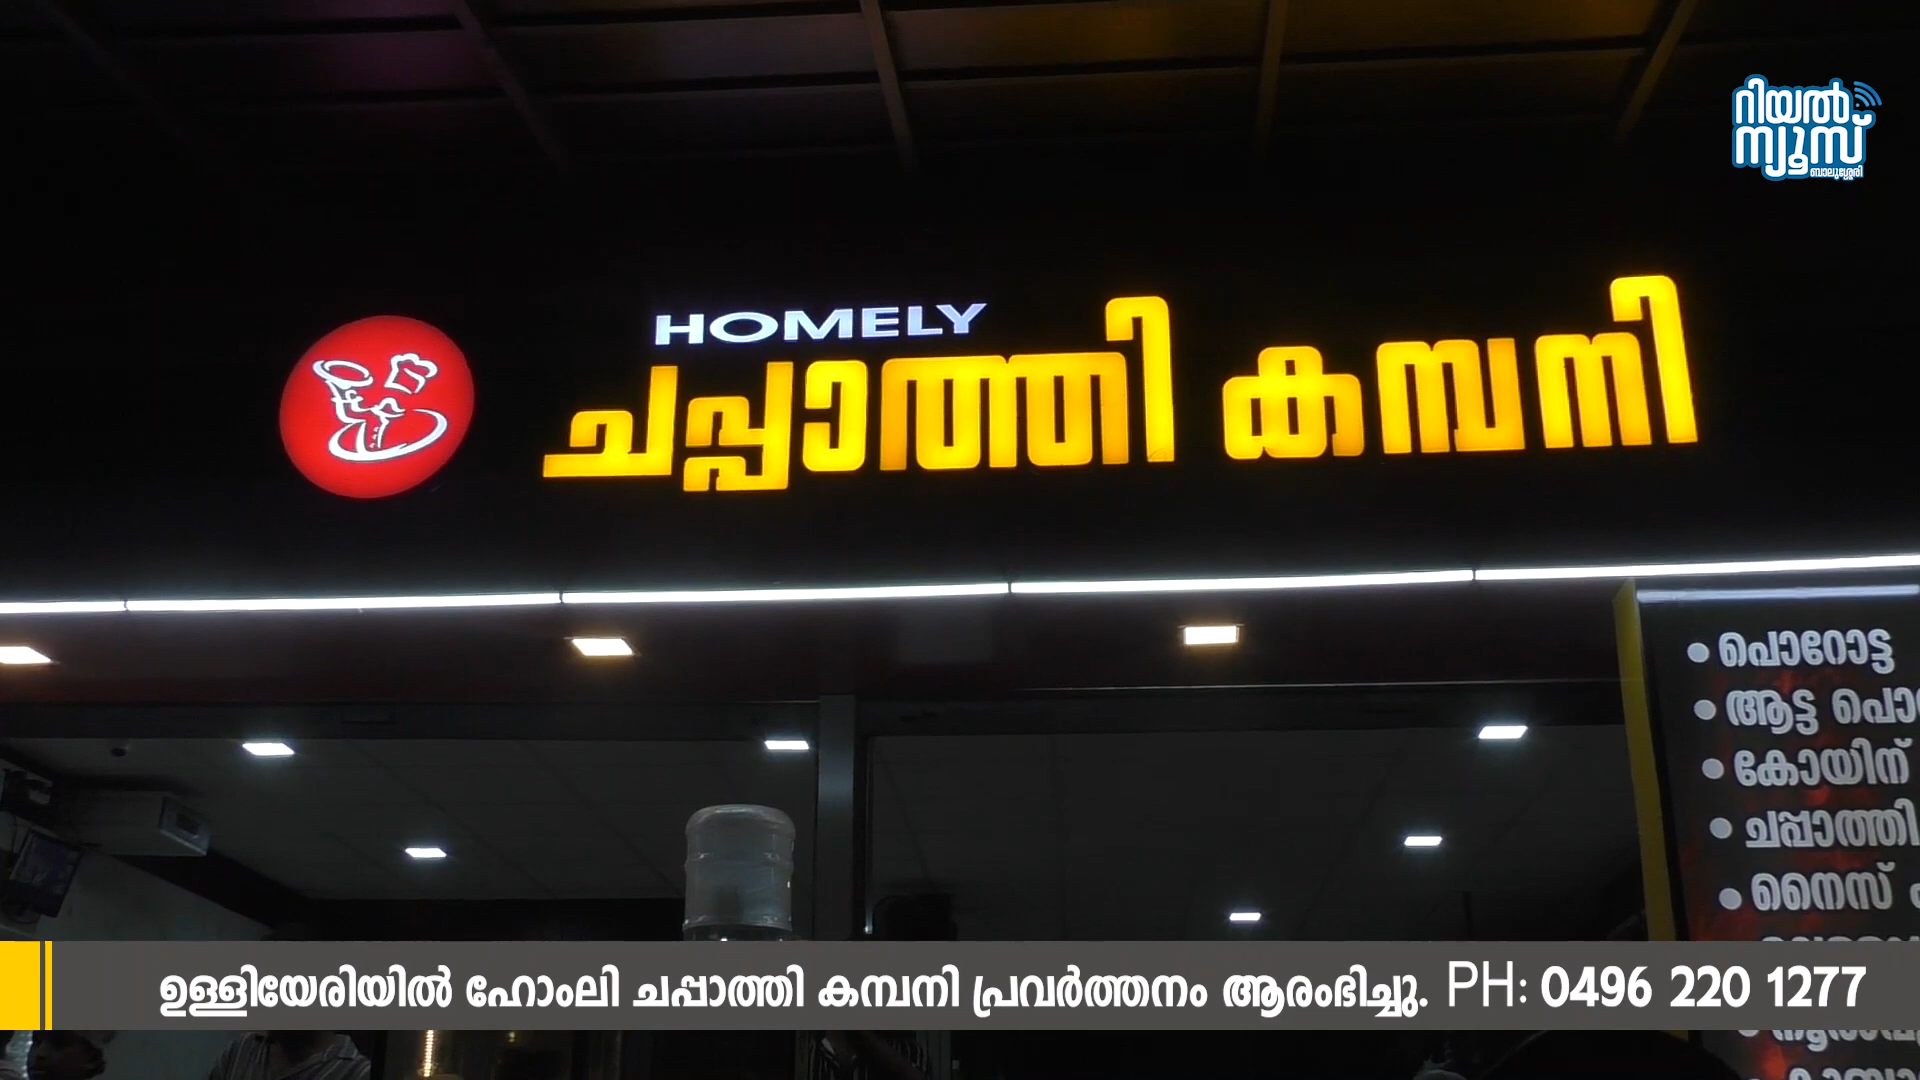 റിയൽ
ന്യൂസ്
ബാലുശ്ശേരി
HOMELY
ചപ്പാത്തി കമ്പനി
• പൊറോട്ട
• ആട്ട
• കോയിന്
• ചപ്പാത്തി
• നൈസ്
ഉള്ളിയേരിയിൽ ഹോംലി ചപ്പാത്തി കമ്പനി പ്രവർത്തനം ആരംഭിച്ചു. PH: 0496 220 1277